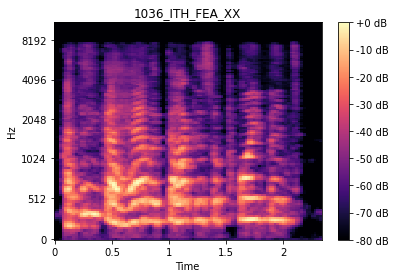 1036_ITH_FEA_XX
+0 dB
8192
-10 dB
4096
-20 dB
-30 dB
2048
Hz
-40 dB
1024
-50 dB
512
-60 dB
-70 dB
0
-80 dB
0 0.5 1 1.5 2
Time